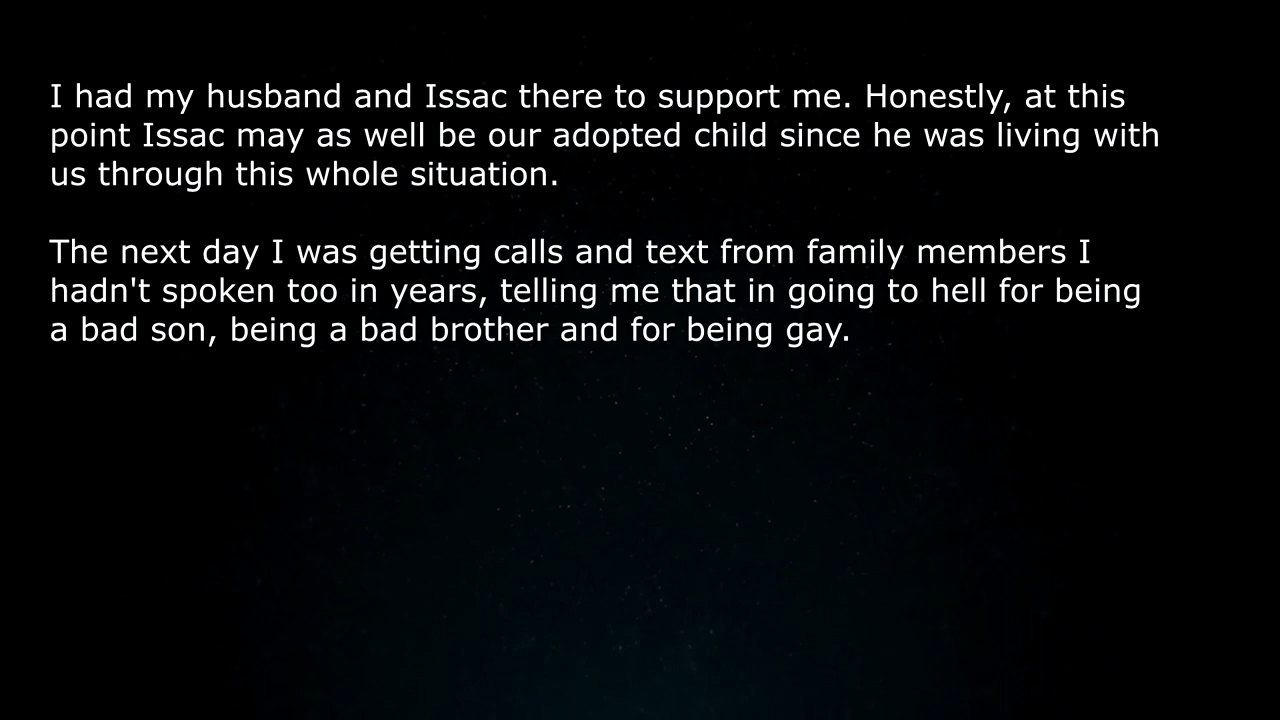 I had my husband and Issac there to support me. Honestly, at this
point Issac may as well be our adopted child since he was living with
us through this whole situation.
The next day I was getting calls and text from family members I
hadn't spoken too in years, telling me that in going to hell for being
a bad son, being a bad brother and for being gay.